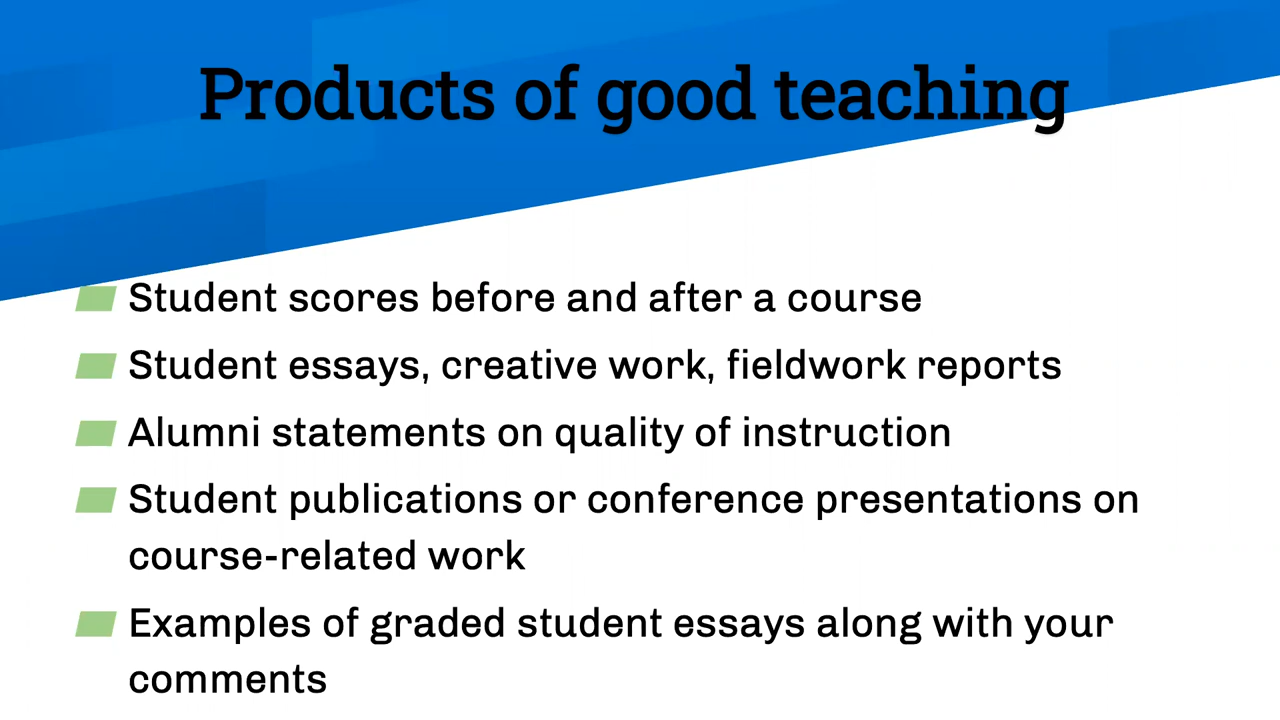 Products of good teaching
Student scores before and after a course
Student essays, creative work, fieldwork reports
Alumni statements on quality of instruction
Student publications or conference presentations on
course-related work
Examples of graded student essays along with your
comments